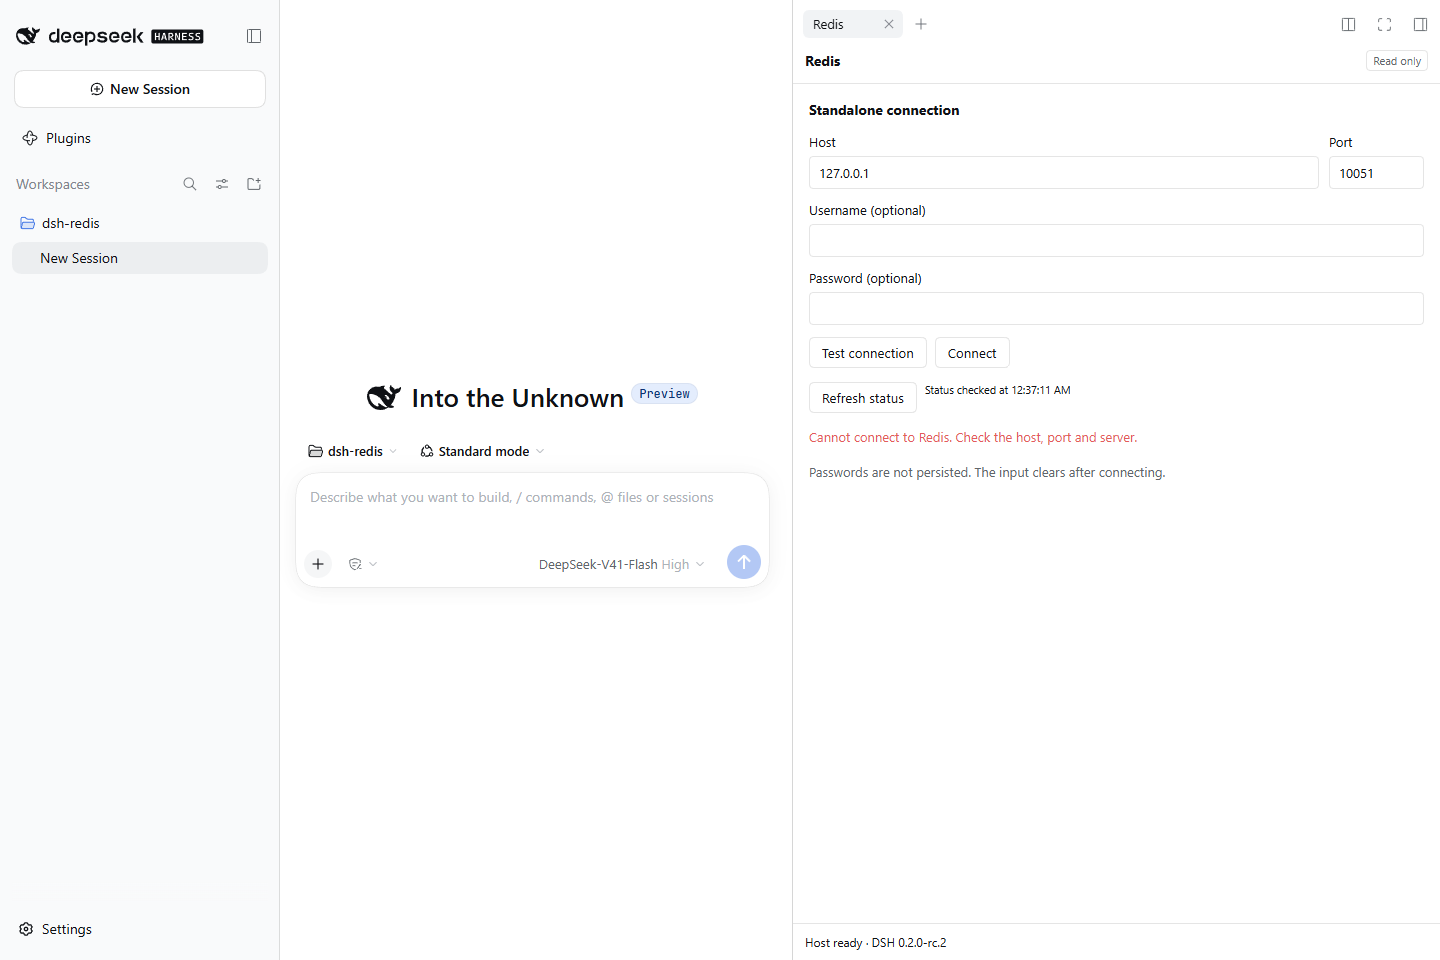 deepseek HARNESS
New Session
Plugins
Workspaces
dsh-redis
New Session
Settings
Into the Unknown Preview
dsh-redis Standard mode
Describe what you want to build, / commands, @ files or sessions
DeepSeek-V41-Flash High
Redis
Redis
Read only
Standalone connection
Host Port
127.0.0.1 10051
Username (optional)
Password (optional)
Test connection Connect
Refresh status Status checked at 12:37:11 AM
Cannot connect to Redis. Check the host, port and server.
Passwords are not persisted. The input clears after connecting.
Host ready · DSH 0.2.0-rc.2